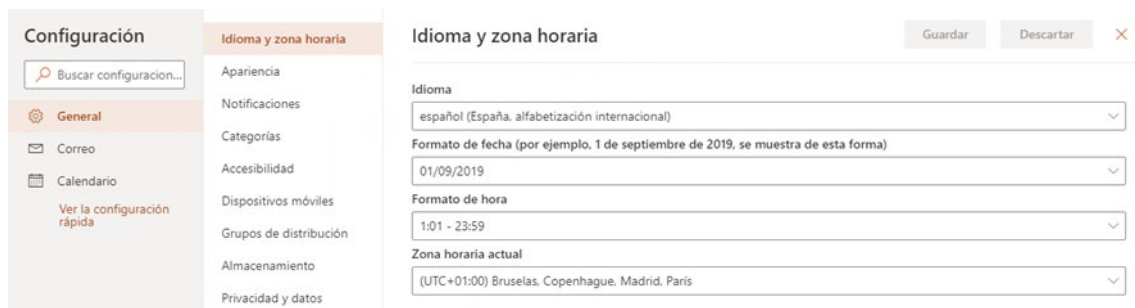 Configuración
Buscar configuracion...
General
Correo
Calendario
Ver la configuración
rápida
Idioma y zona horaria
Apariencia
Notificaciones
Categorías
Accesibilidad
Dispositivos móviles
Grupos de distribución
Almacenamiento
Privacidad y datos
Idioma y zona horaria
Guardar
Descartar
Idioma
español (España, alfabetización internacional)
Formato de fecha (por ejemplo, 1 de septiembre de 2019, se muestra de esta forma)
01/09/2019
Formato de hora
1:01 - 23:59
Zona horaria actual
(UTC+01:00) Bruselas, Copenhague, Madrid, París